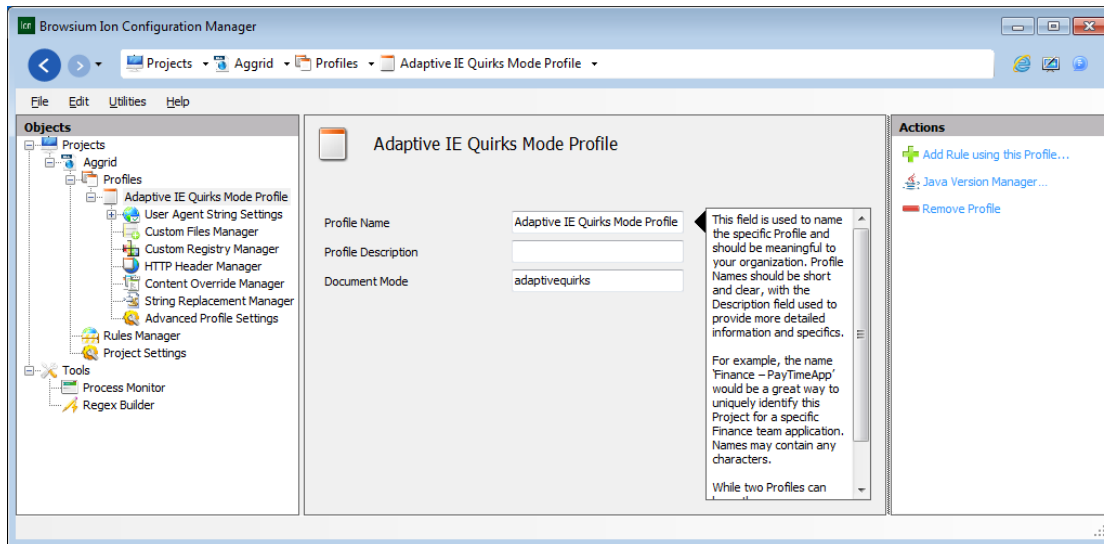 Ion Browsium Ion Configuration Manager
Projects Aggrid Profiles Adaptive IE Quirks Mode Profile
File Edit Utilities Help
Objects
Projects
Aggrid
Profiles
Adaptive IE Quirks Mode Profile
User Agent String Settings
Custom Files Manager
Custom Registry Manager
HTTP Header Manager
Content Override Manager
String Replacement Manager
Advanced Profile Settings
Rules Manager
Project Settings
Tools
Process Monitor
Regex Builder
Adaptive IE Quirks Mode Profile
Profile Name Adaptive IE Quirks Mode Profile
Profile Description
Document Mode adaptivequirks
This field is used to name
the specific Profile and
should be meaningful to
your organization. Profile
Names should be short
and clear, with the
Description field used to
provide more detailed
information and specifics.
For example, the name
'Finance – PayTimeApp'
would be a great way to
uniquely identify this
Project for a specific
Finance team application.
Names may contain any
characters.
While two Profiles can
Actions
Add Rule using this Profile...
Java Version Manager...
Remove Profile